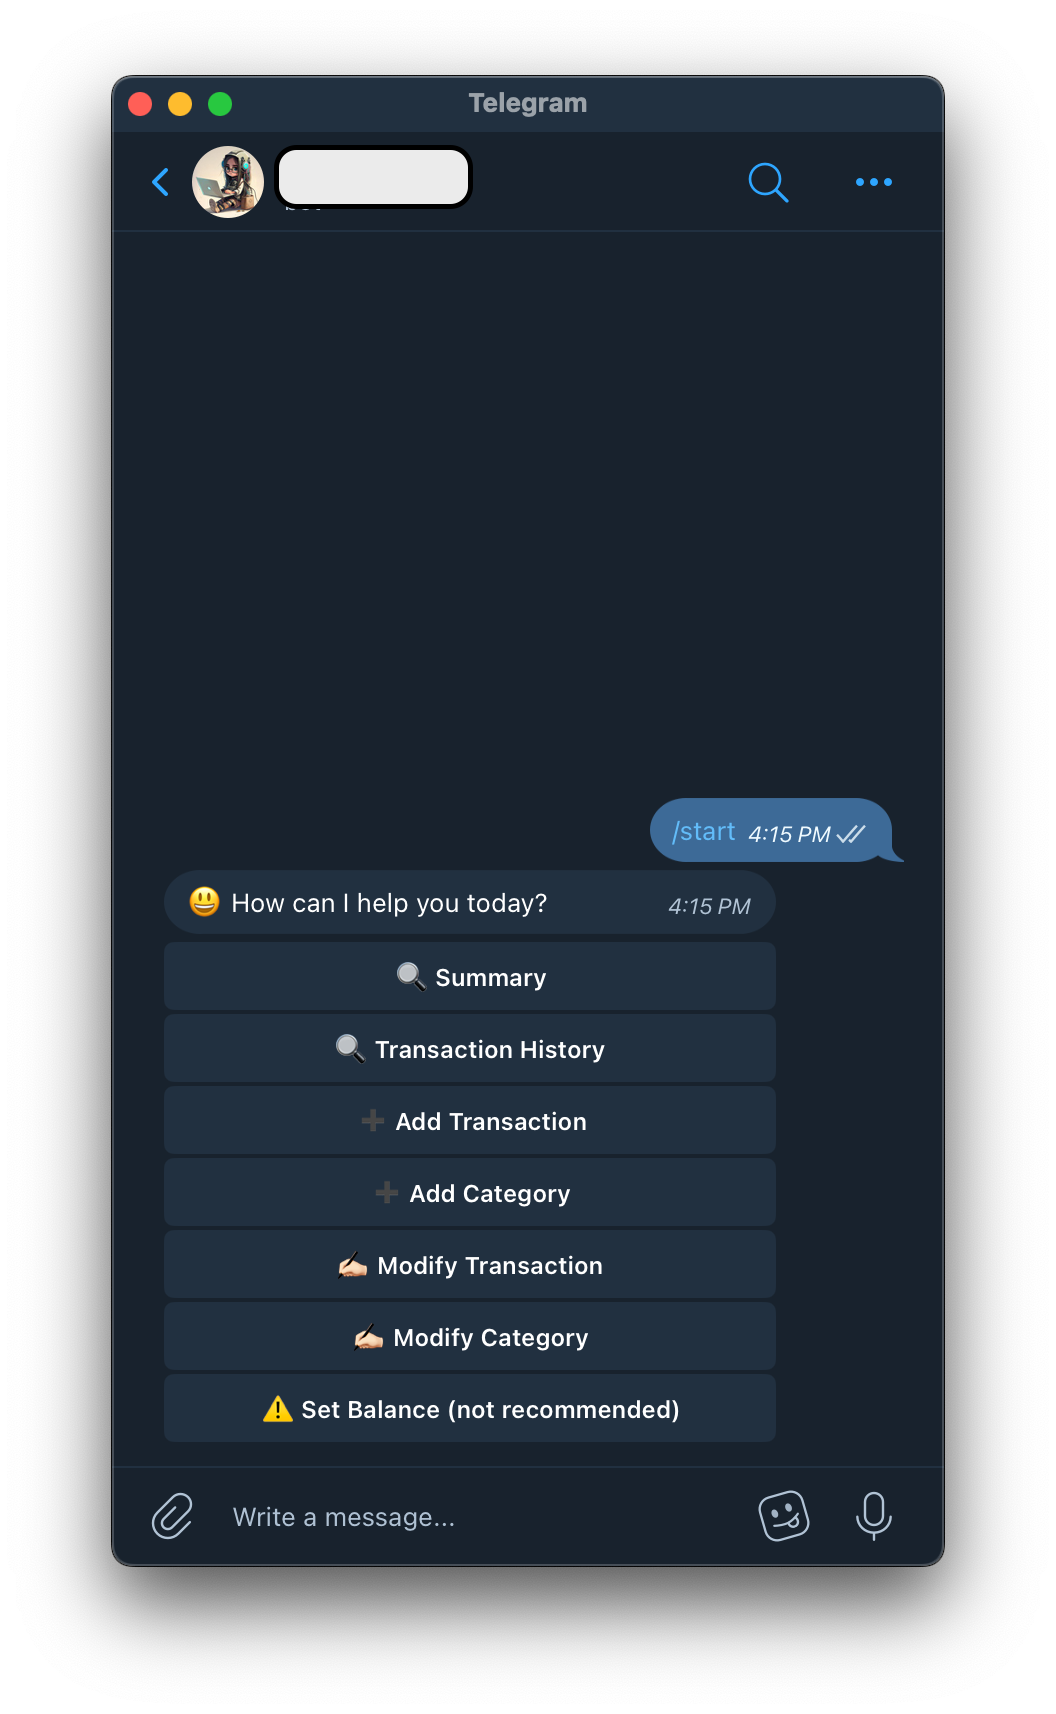 Telegram
/start 4:15 PM
😃 How can I help you today? 4:15 PM
🔍 Summary
🔍 Transaction History
➕ Add Transaction
➕ Add Category
✍🏻 Modify Transaction
✍🏻 Modify Category
⚠️ Set Balance (not recommended)
Write a message...